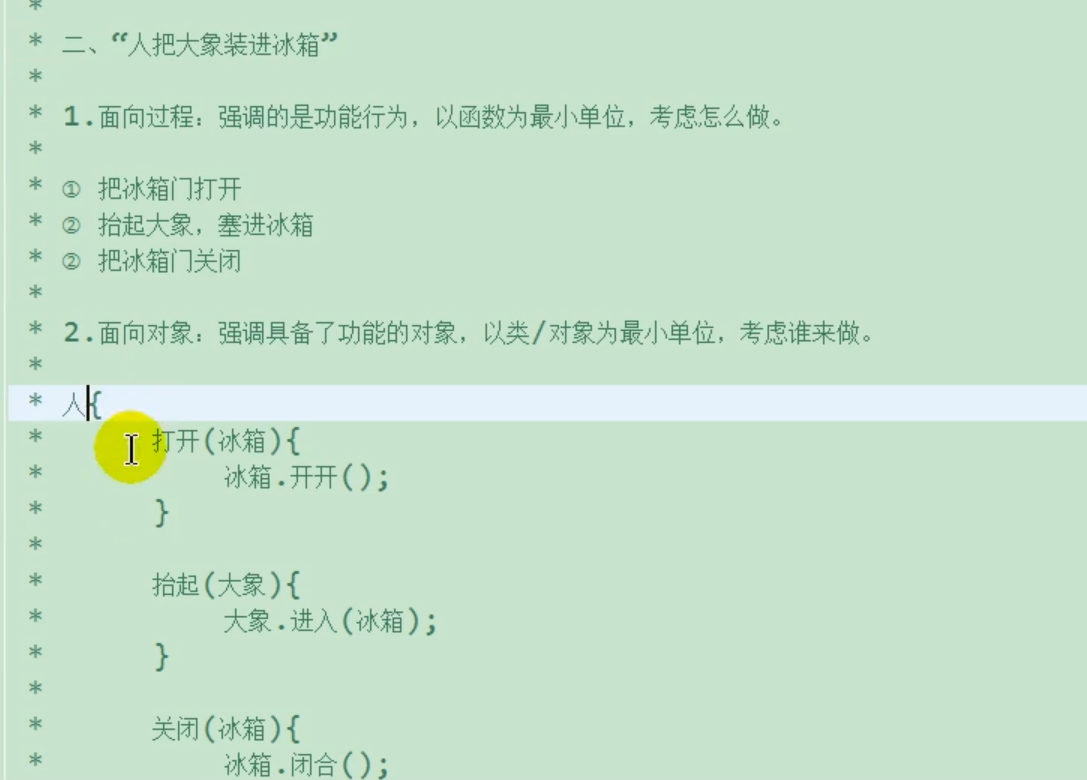 *
* 二、“人把大象装进冰箱”
*
* 1.面向过程：强调的是功能行为，以函数为最小单位，考虑怎么做。
*
* ① 把冰箱门打开
* ② 抬起大象，塞进冰箱
* ② 把冰箱门关闭
*
* 2.面向对象：强调具备了功能的对象，以类/对象为最小单位，考虑谁来做。
*
* 人{
* 打开(冰箱){
* 冰箱.开开();
* }
*
* 抬起(大象){
* 大象.进入(冰箱);
* }
*
* 关闭(冰箱){
* 冰箱.闭合();